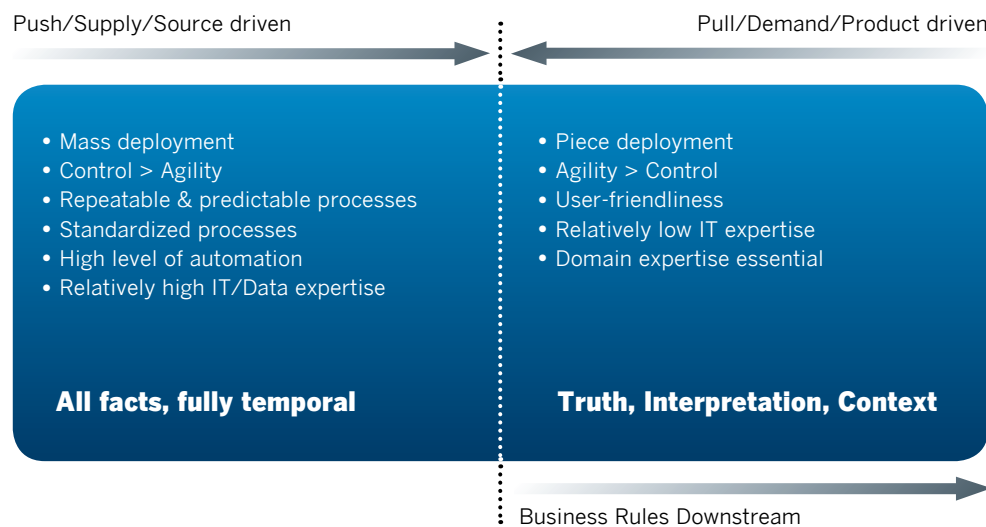 Push/Supply/Source driven
Pull/Demand/Product driven
• Mass deployment
• Control > Agility
• Repeatable & predictable processes
• Standardized processes
• High level of automation
• Relatively high IT/Data expertise
All facts, fully temporal
• Piece deployment
• Agility > Control
• User-friendliness
• Relatively low IT expertise
• Domain expertise essential
Truth, Interpretation, Context
Business Rules Downstream